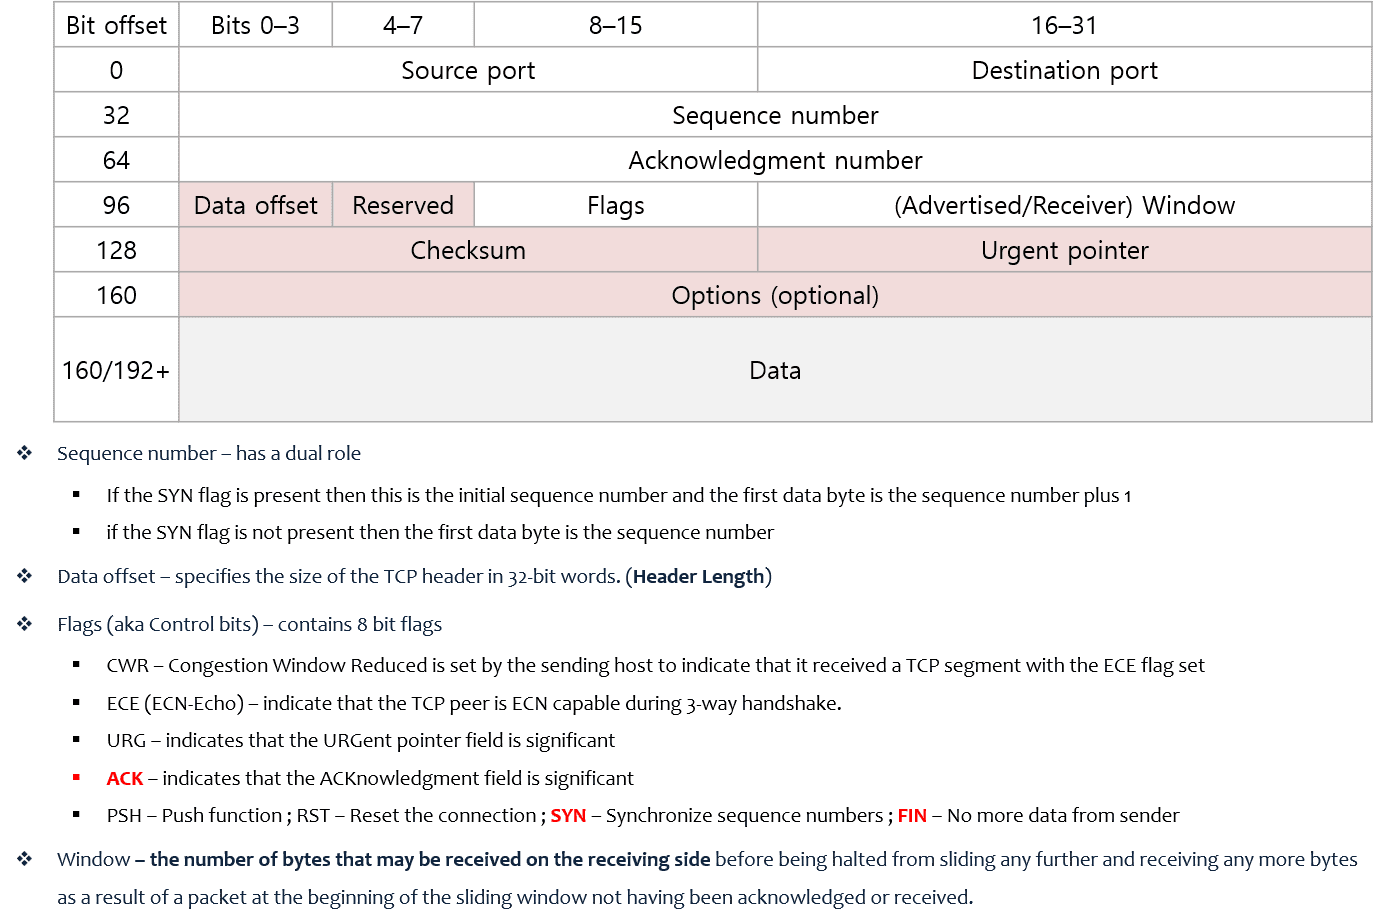 Bit offset Bits 0–3 4–7 8–15 16–31
0 Source port Destination port
32 Sequence number
64 Acknowledgment number
96 Data offset Reserved Flags (Advertised/Receiver) Window
128 Checksum Urgent pointer
160 Options (optional)
160/192+ Data
❖ Sequence number – has a dual role
▪ If the SYN flag is present then this is the initial sequence number and the first data byte is the sequence number plus 1
▪ if the SYN flag is not present then the first data byte is the sequence number
❖ Data offset – specifies the size of the TCP header in 32-bit words. (Header Length)
❖ Flags (aka Control bits) – contains 8 bit flags
▪ CWR – Congestion Window Reduced is set by the sending host to indicate that it received a TCP segment with the ECE flag set
▪ ECE (ECN-Echo) – indicate that the TCP peer is ECN capable during 3-way handshake.
▪ URG – indicates that the URGent pointer field is significant
▪ ACK – indicates that the ACKnowledgment field is significant
▪ PSH – Push function ; RST – Reset the connection ; SYN – Synchronize sequence numbers ; FIN – No more data from sender
❖ Window – the number of bytes that may be received on the receiving side before being halted from sliding any further and receiving any more bytes
as a result of a packet at the beginning of the sliding window not having been acknowledged or received.